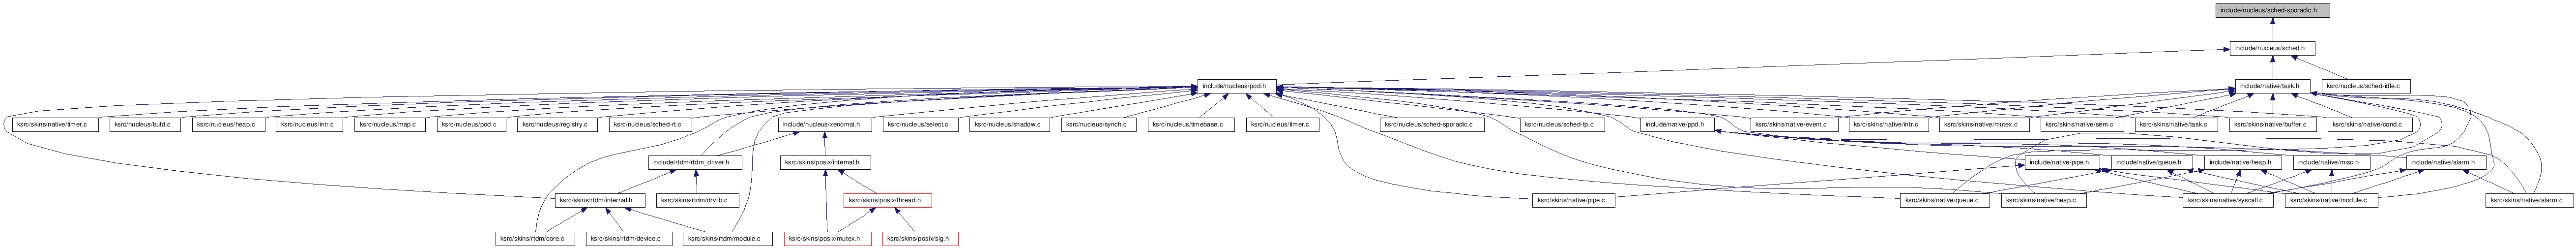 include/nucleus/sched-sporadic.h
include/nucleus/sched.h
include/nucleus/pod.h
include/native/task.h
ksrc/nucleus/sched-idle.c
ksrc/skins/native/timer.c
ksrc/nucleus/bufd.c
ksrc/nucleus/heap.c
ksrc/nucleus/intr.c
ksrc/nucleus/map.c
ksrc/nucleus/pod.c
ksrc/nucleus/registry.c
ksrc/nucleus/sched-rt.c
include/nucleus/xenomai.h
ksrc/nucleus/select.c
ksrc/nucleus/shadow.c
ksrc/nucleus/synch.c
ksrc/nucleus/timebase.c
ksrc/nucleus/timer.c
ksrc/nucleus/sched-sporadic.c
ksrc/nucleus/sched-tp.c
include/native/ppd.h
ksrc/skins/native/event.c
ksrc/skins/native/intr.c
ksrc/skins/native/mutex.c
ksrc/skins/native/sem.c
ksrc/skins/native/task.c
ksrc/skins/native/buffer.c
ksrc/skins/native/cond.c
include/rtdm/rtdm_driver.h
ksrc/skins/posix/internal.h
include/native/pipe.h
include/native/queue.h
include/native/heap.h
include/native/misc.h
include/native/alarm.h
ksrc/skins/rtdm/internal.h
ksrc/skins/rtdm/drvlib.c
ksrc/skins/posix/thread.h
ksrc/skins/native/pipe.c
ksrc/skins/native/queue.c
ksrc/skins/native/heap.c
ksrc/skins/native/syscall.c
ksrc/skins/native/module.c
ksrc/skins/native/alarm.c
ksrc/skins/rtdm/core.c
ksrc/skins/rtdm/device.c
ksrc/skins/rtdm/module.c
ksrc/skins/posix/mutex.h
ksrc/skins/posix/sig.h